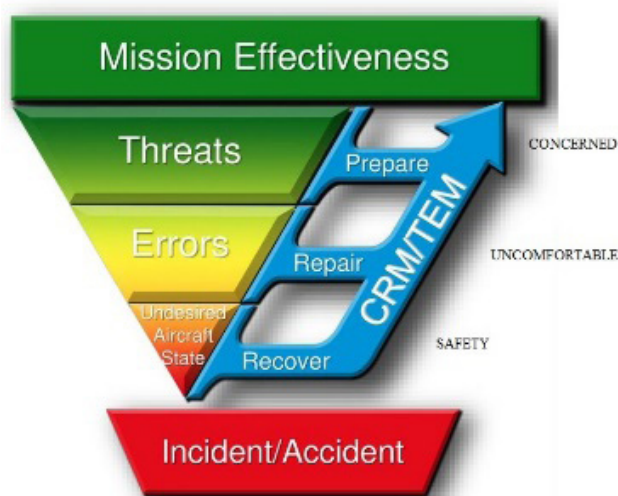 Mission Effectiveness
Threats
Prepare
CONCERNED
Errors
Repair
UNCOMFORTABLE
CRM/TEM
Undesired
Aircraft
State
Recover
SAFETY
Incident/Accident